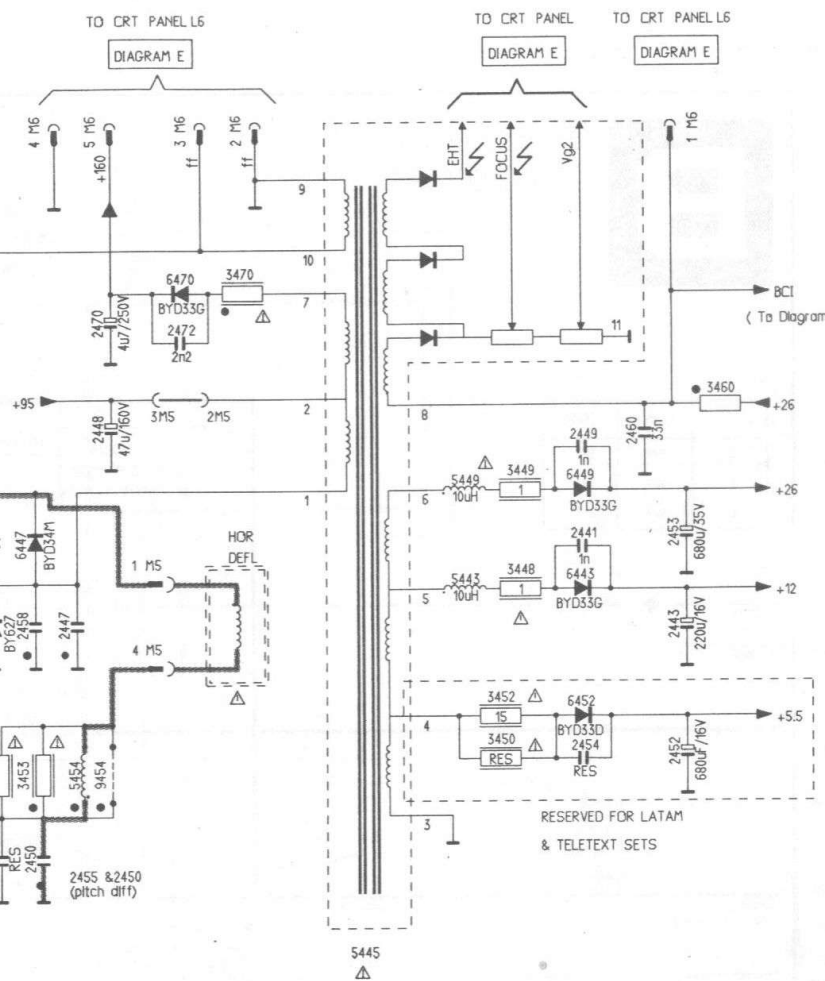 TO CRT PANEL L6
DIAGRAM E
TO CRT PANEL
DIAGRAM E
TO CRT PANEL L6
DIAGRAM E
4 M6
5 M6
+160
3 M6
ff
2 M6
ff
EHT
FOCUS
Vg2
1 M6
9
10
6470
BYD33G
3470
7
2472
2n2
2470
4u7/250V
11
BCI
( To Diagram
+95
3M5
2M5
2
2448
47u/160V
8
3460
+26
2460
33n
1
2449
1n
5449
10uH
3449
1
6449
BYD33G
6
+26
2453
680u/35V
6447
BYD34M
1 M5
HOR
DEFL
2441
1n
5443
10uH
3448
1
6443
BYD33G
5
+12
2443
220u/16V
BY627
2458
2447
4 M5
3452
15
6452
BYD33D
3450
RES
2454
RES
4
+5.5
2452
680uF/16V
3453
5454
9454
3
RESERVED FOR LATAM
& TELETEXT SETS
RES
2450
2455 &2450
(pitch diff)
5445